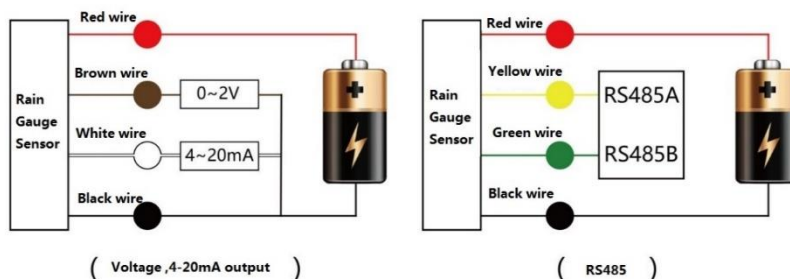 Red wire
Brown wire
0~2V
Rain
Gauge
Sensor
White wire
4~20mA
Black wire
( Voltage ,4-20mA output )
Red wire
Yellow wire
RS485A
Rain
Gauge
Sensor
Green wire
RS485B
Black wire
( RS485 )